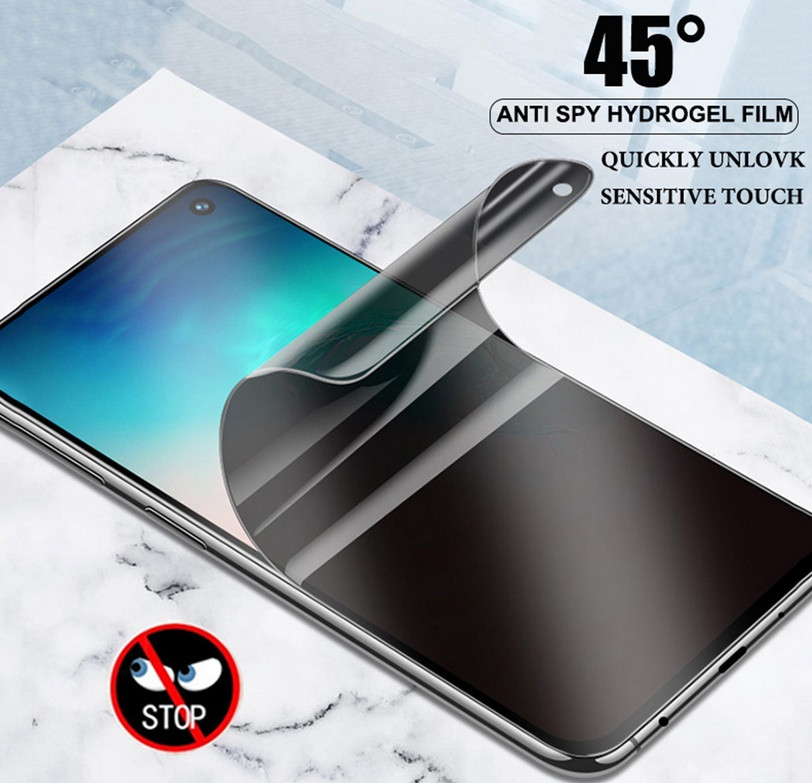 45°
ANTI SPY HYDROGEL FILM
QUICKLY UNLOVK
SENSITIVE TOUCH
STOP